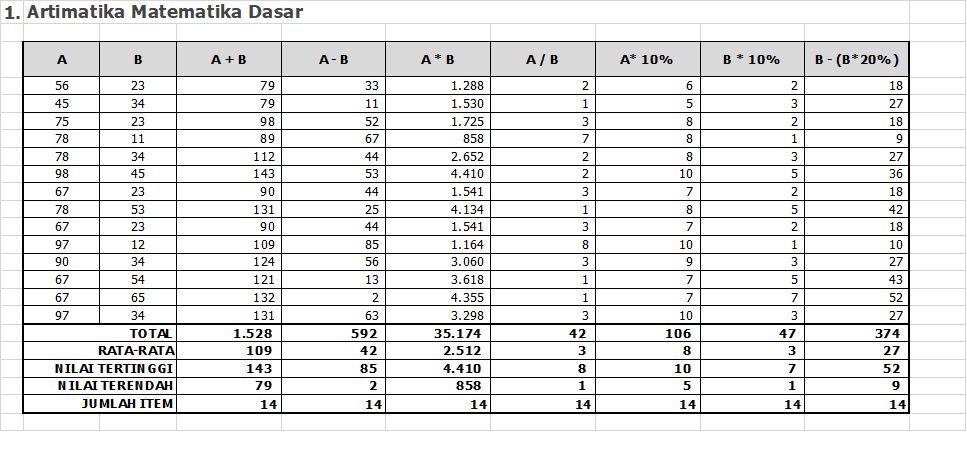 1. Artimatika Matematika Dasar
A B A + B A - B A * B A / B A* 10% B * 10% B - (B*20%)
56 23 79 33 1.288 2 6 2 18
45 34 79 11 1.530 1 5 3 27
75 23 98 52 1.725 3 8 2 18
78 11 89 67 858 7 8 1 9
78 34 112 44 2.652 2 8 3 27
98 45 143 53 4.410 2 10 5 36
67 23 90 44 1.541 3 7 2 18
78 53 131 25 4.134 1 8 5 42
67 23 90 44 1.541 3 7 2 18
97 12 109 85 1.164 8 10 1 10
90 34 124 56 3.060 3 9 3 27
67 54 121 13 3.618 1 7 5 43
67 65 132 2 4.355 1 7 7 52
97 34 131 63 3.298 3 10 3 27
TOTAL 1.528 592 35.174 42 106 47 374
RATA-RATA 109 42 2.512 3 8 3 27
NILAI TERTINGGI 143 85 4.410 8 10 7 52
NILAI TERENDAH 79 2 858 1 5 1 9
JUMLAH ITEM 14 14 14 14 14 14 14